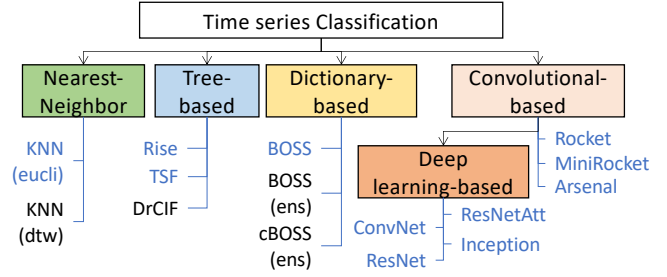 Time series Classification
Nearest-
Neighbor
Tree-
based
Dictionary-
based
Convolutional-
based
KNN
(eucli)
KNN
(dtw)
Rise
TSF
DrCIF
BOSS
BOSS
(ens)
cBOSS
(ens)
Rocket
MiniRocket
Arsenal
Deep
learning-based
ResNetAtt
ConvNet
Inception
ResNet